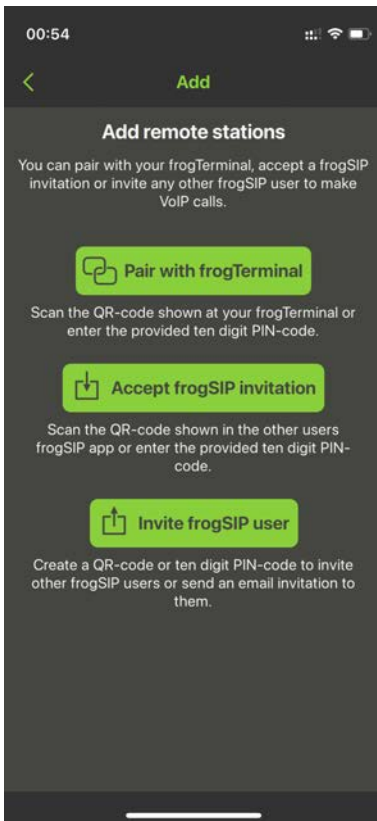 00:54
Add
Add remote stations
You can pair with your frogTerminal, accept a frogSIP
invitation or invite any other frogSIP user to make
VoIP calls.
Pair with frogTerminal
Scan the QR-code shown at your frogTerminal or
enter the provided ten digit PIN-code.
Accept frogSIP invitation
Scan the QR-code shown in the other users
frogSIP app or enter the provided ten digit PIN-
code.
Invite frogSIP user
Create a QR-code or ten digit PIN-code to invite
other frogSIP users or send an email invitation to
them.